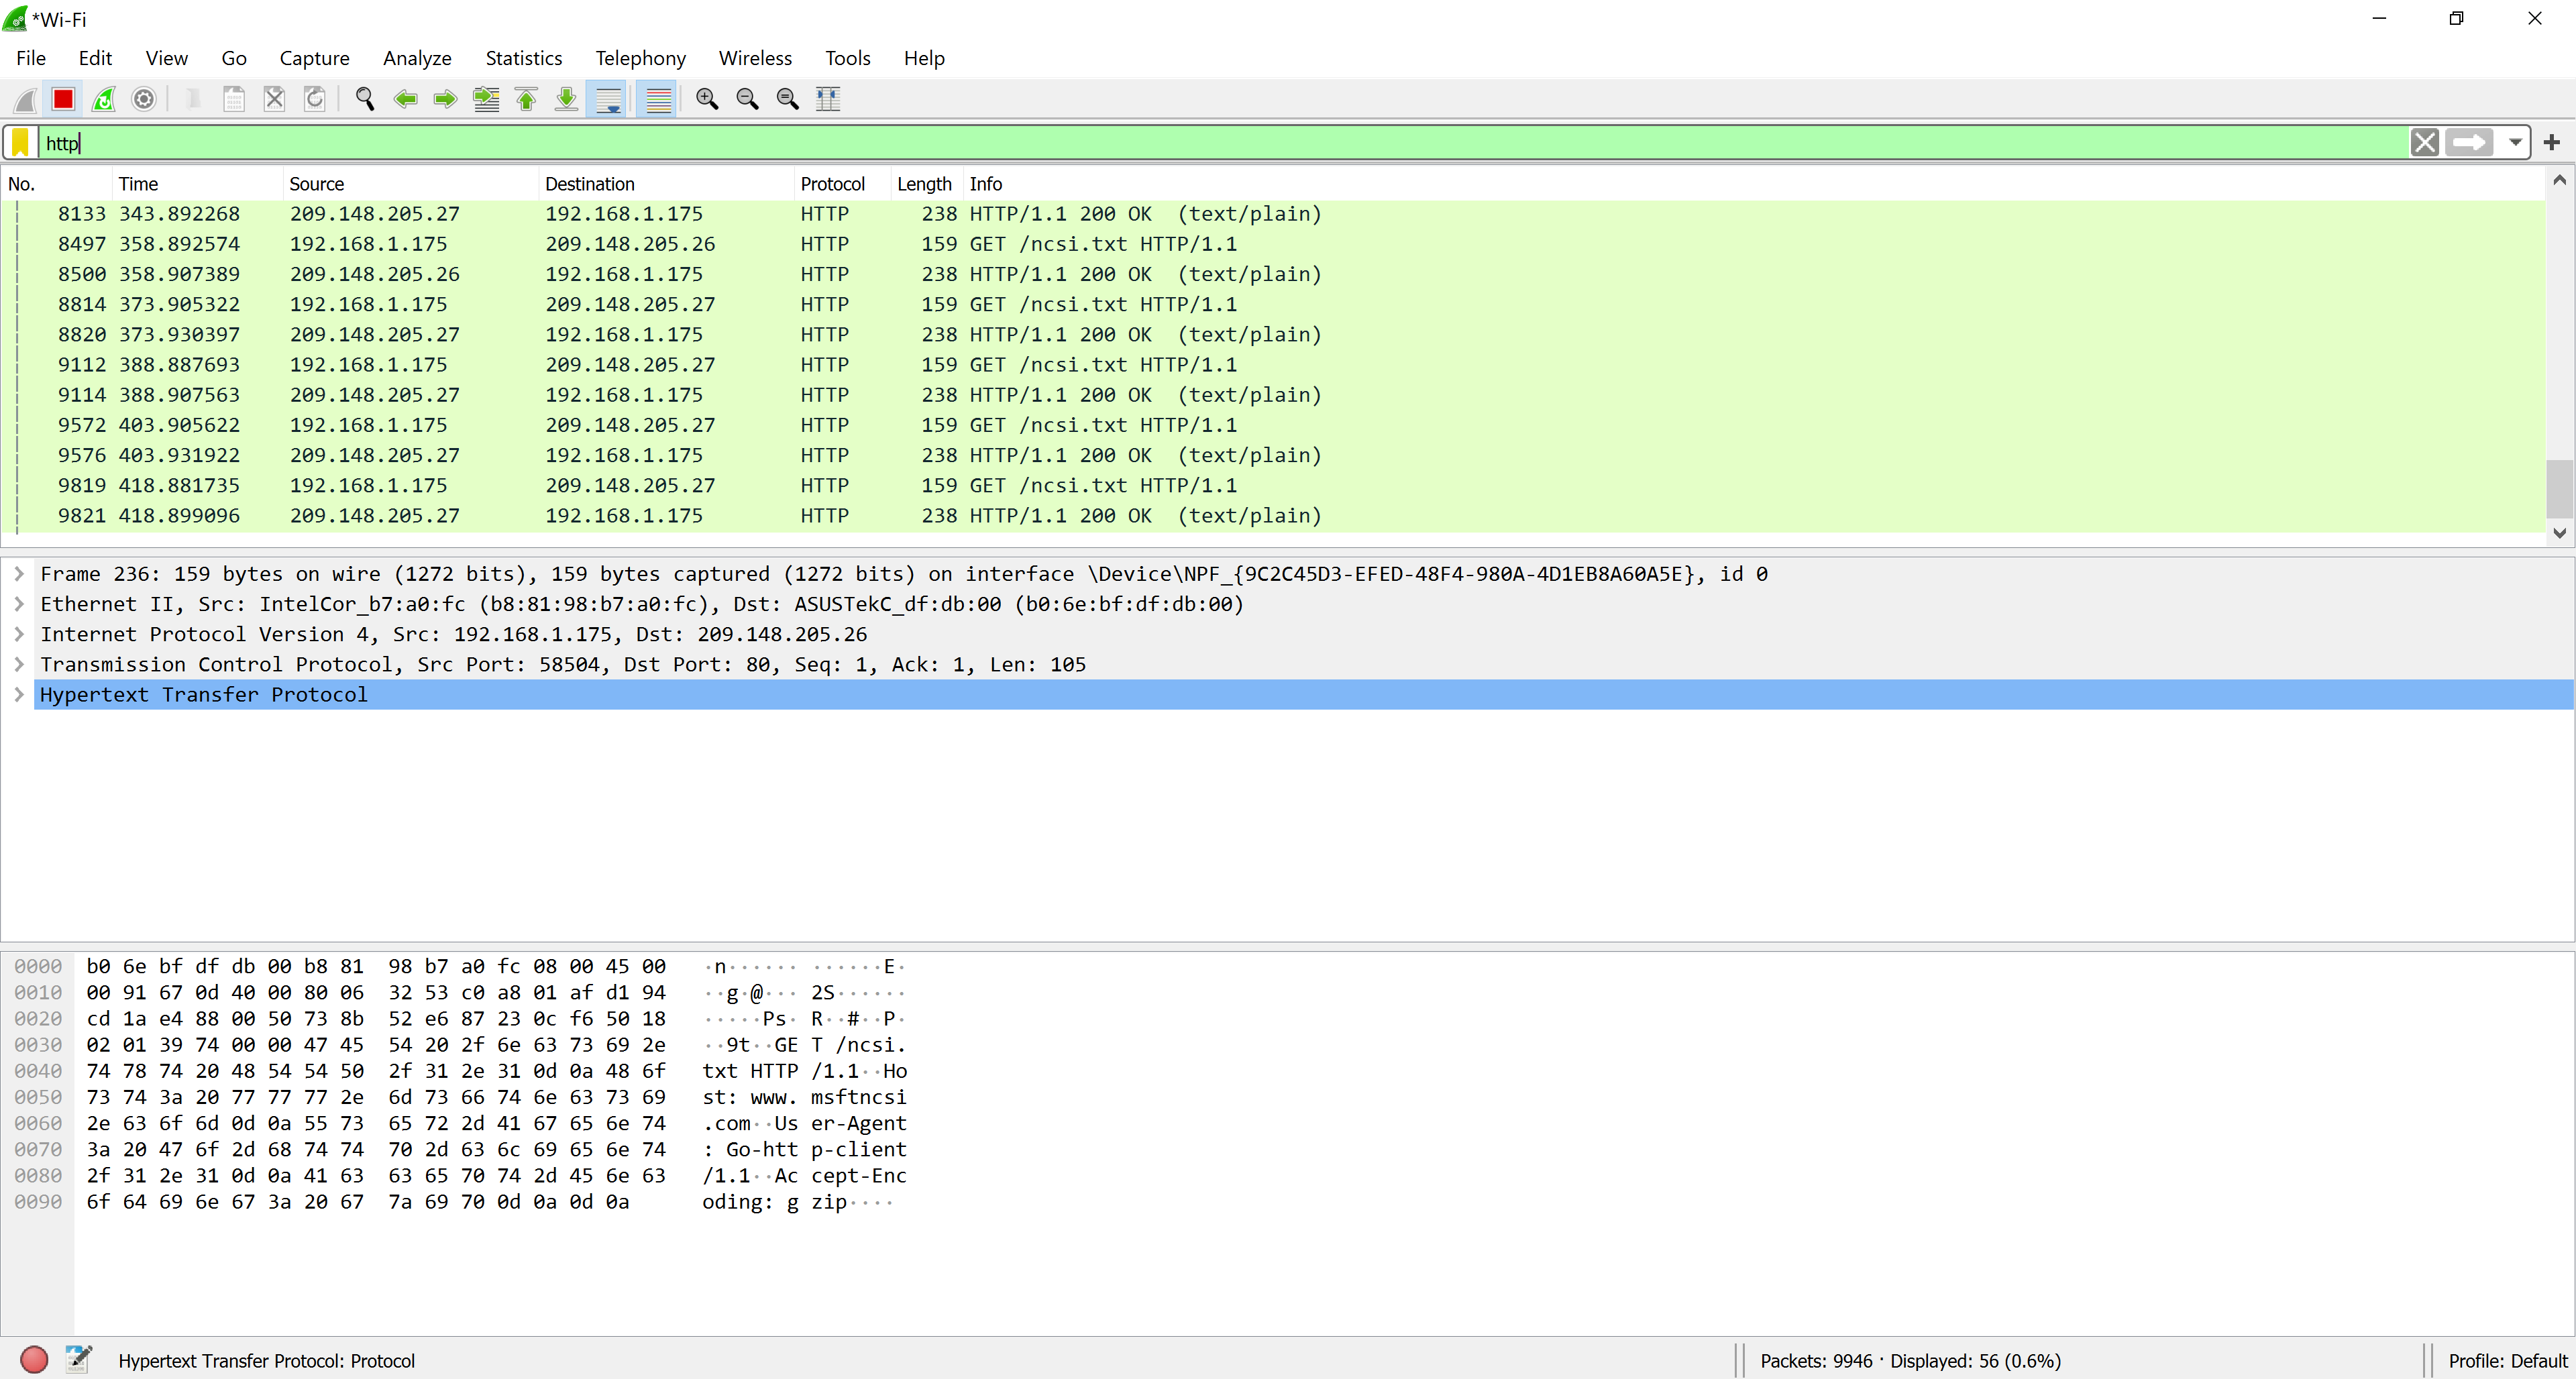 *Wi-Fi
File Edit View Go Capture Analyze Statistics Telephony Wireless Tools Help
http
No. Time Source Destination Protocol Length Info
8133 343.892268 209.148.205.27 192.168.1.175 HTTP 238 HTTP/1.1 200 OK (text/plain)
8497 358.892574 192.168.1.175 209.148.205.26 HTTP 159 GET /ncsi.txt HTTP/1.1
8500 358.907389 209.148.205.26 192.168.1.175 HTTP 238 HTTP/1.1 200 OK (text/plain)
8814 373.905322 192.168.1.175 209.148.205.27 HTTP 159 GET /ncsi.txt HTTP/1.1
8820 373.930397 209.148.205.27 192.168.1.175 HTTP 238 HTTP/1.1 200 OK (text/plain)
9112 388.887693 192.168.1.175 209.148.205.27 HTTP 159 GET /ncsi.txt HTTP/1.1
9114 388.907563 209.148.205.27 192.168.1.175 HTTP 238 HTTP/1.1 200 OK (text/plain)
9572 403.905622 192.168.1.175 209.148.205.27 HTTP 159 GET /ncsi.txt HTTP/1.1
9576 403.931922 209.148.205.27 192.168.1.175 HTTP 238 HTTP/1.1 200 OK (text/plain)
9819 418.881735 192.168.1.175 209.148.205.27 HTTP 159 GET /ncsi.txt HTTP/1.1
9821 418.899096 209.148.205.27 192.168.1.175 HTTP 238 HTTP/1.1 200 OK (text/plain)
Frame 236: 159 bytes on wire (1272 bits), 159 bytes captured (1272 bits) on interface \Device\NPF_{9C2C45D3-EFED-48F4-980A-4D1EB8A60A5E}, id 0
Ethernet II, Src: IntelCor_b7:a0:fc (b8:81:98:b7:a0:fc), Dst: ASUSTekC_df:db:00 (b0:6e:bf:df:db:00)
Internet Protocol Version 4, Src: 192.168.1.175, Dst: 209.148.205.26
Transmission Control Protocol, Src Port: 58504, Dst Port: 80, Seq: 1, Ack: 1, Len: 105
Hypertext Transfer Protocol
0000 b0 6e bf df db 00 b8 81 98 b7 a0 fc 08 00 45 00 ·n······ ······E·
0010 00 91 67 0d 40 00 80 06 32 53 c0 a8 01 af d1 94 ··g·@··· 2S······
0020 cd 1a e4 88 00 50 73 8b 52 e6 87 23 0c f6 50 18 ·····Ps· R··#··P·
0030 02 01 39 74 00 00 47 45 54 20 2f 6e 63 73 69 2e ··9t··GE T /ncsi.
0040 74 78 74 20 48 54 54 50 2f 31 2e 31 0d 0a 48 6f txt HTTP /1.1··Ho
0050 73 74 3a 20 77 77 77 2e 6d 73 66 74 6e 63 73 69 st: www. msftncsi
0060 2e 63 6f 6d 0d 0a 55 73 65 72 2d 41 67 65 6e 74 .com··Us er-Agent
0070 3a 20 47 6f 2d 68 74 74 70 2d 63 6c 69 65 6e 74 : Go-htt p-client
0080 2f 31 2e 31 0d 0a 41 63 63 65 70 74 2d 45 6e 63 /1.1··Ac cept-Enc
0090 6f 64 69 6e 67 3a 20 67 7a 69 70 0d 0a 0d 0a oding: g zip····
Hypertext Transfer Protocol: Protocol Packets: 9946 · Displayed: 56 (0.6%) Profile: Default